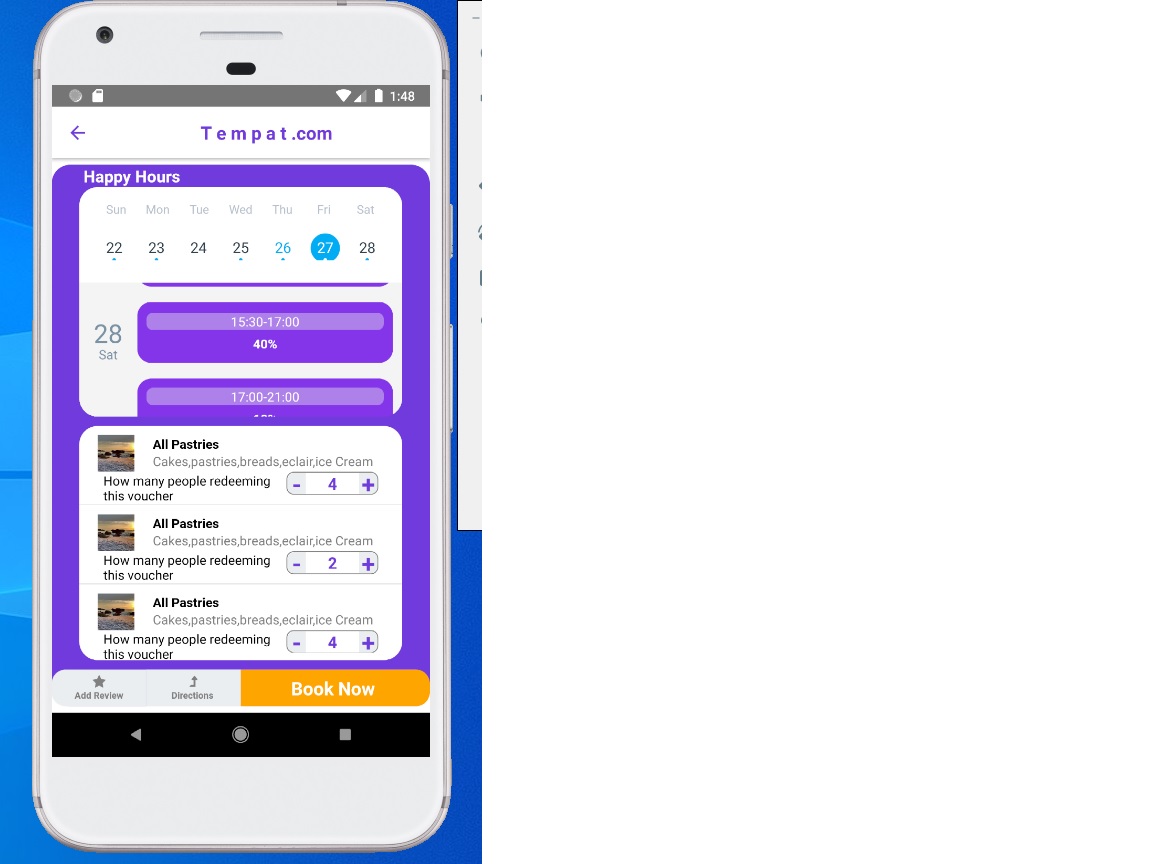 1:48
T e m p a t .com
Happy Hours
Sun Mon Tue Wed Thu Fri Sat
22 23 24 25 26 27 28
28
Sat
15:30-17:00
40%
17:00-21:00
All Pastries
Cakes,pastries,breads,eclair,ice Cream
How many people redeeming
this voucher
- 4 +
All Pastries
Cakes,pastries,breads,eclair,ice Cream
How many people redeeming
this voucher
- 2 +
All Pastries
Cakes,pastries,breads,eclair,ice Cream
How many people redeeming
this voucher
- 4 +
Add Review
Directions
Book Now